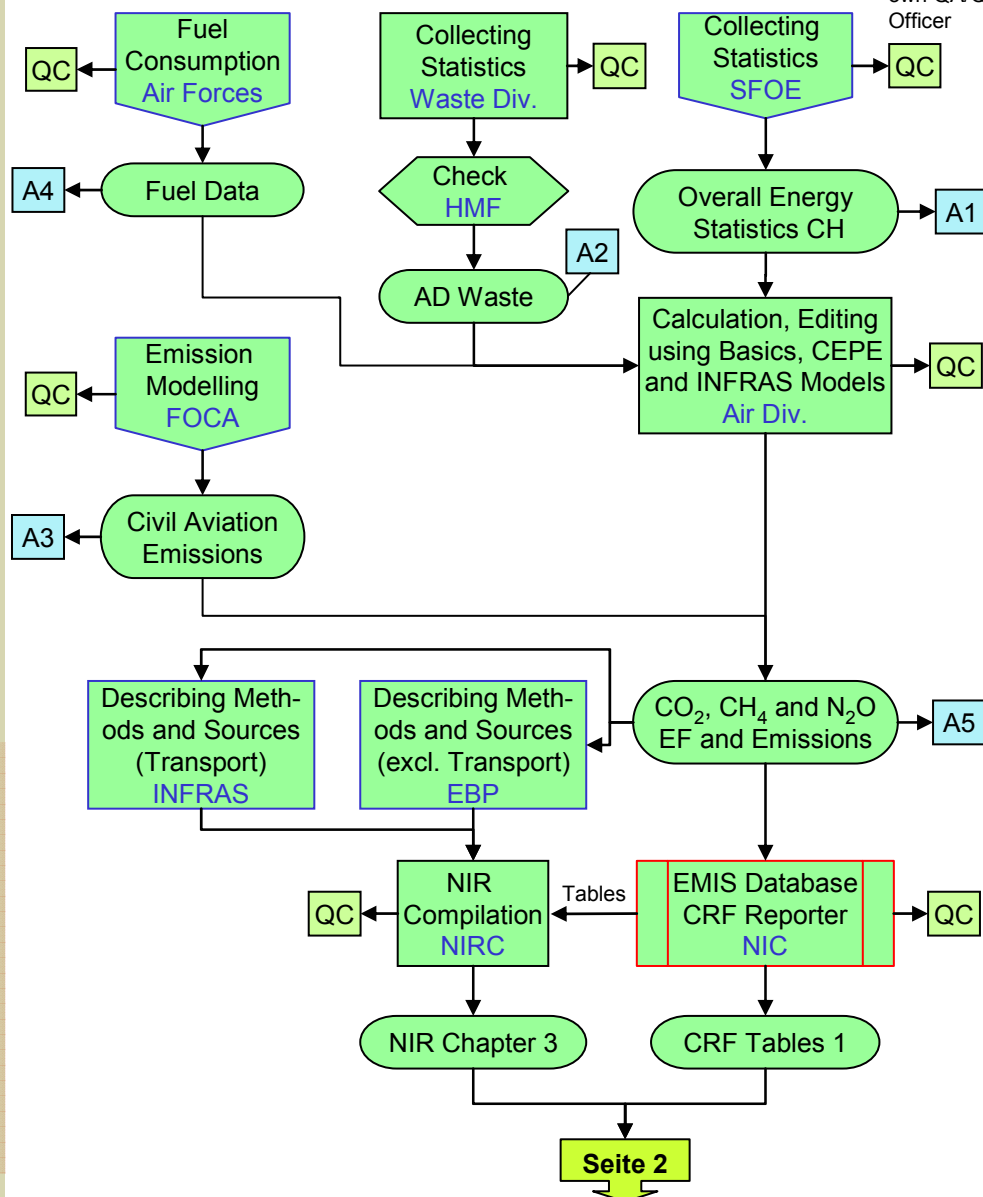 Officer
Fuel
Consumption
Air Forces
QC
Collecting
Statistics
Waste Div.
QC
Collecting
Statistics
SFOE
QC
A4
Fuel Data
Check
HMF
Overall Energy
Statistics CH
A1
A2
AD Waste
Emission
Modelling
FOCA
QC
Calculation, Editing
using Basics, CEPE
and INFRAS Models
Air Div.
QC
A3
Civil Aviation
Emissions
Describing Meth-
ods and Sources
(Transport)
INFRAS
Describing Meth-
ods and Sources
(excl. Transport)
EBP
CO2, CH4 and N2O
EF and Emissions
A5
QC
NIR
Compilation
NIRC
Tables
EMIS Database
CRF Reporter
NIC
QC
NIR Chapter 3
CRF Tables 1
Seite 2